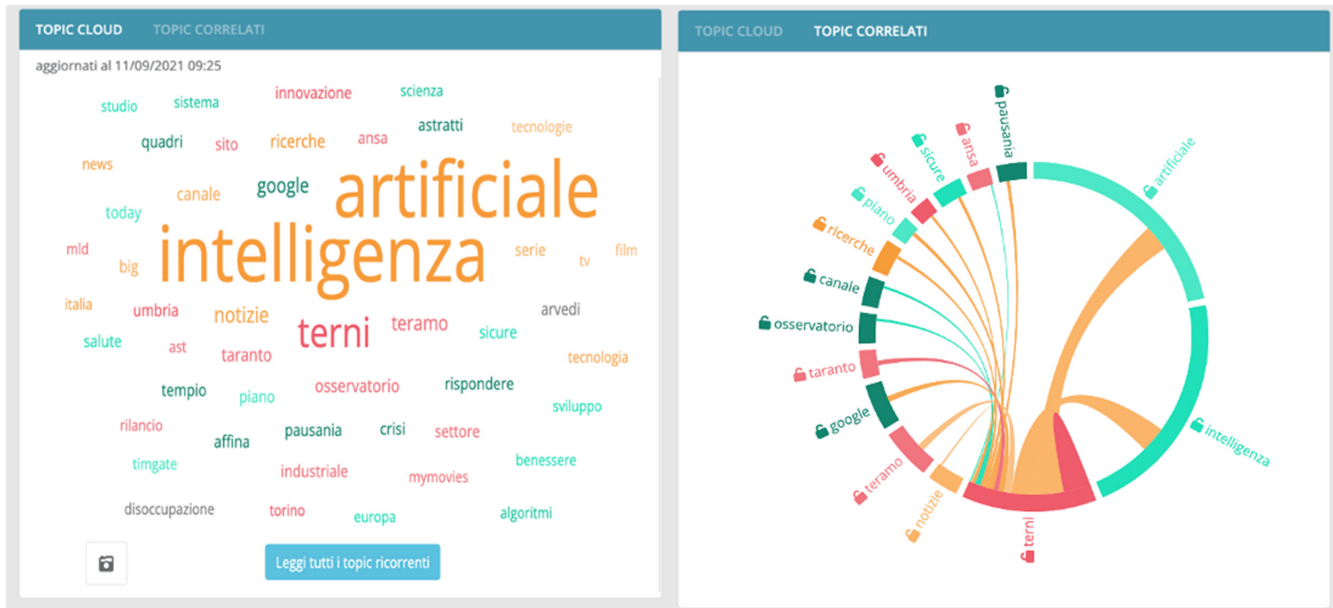 TOPIC CLOUD TOPIC CORRELATI
aggiornati al 11/09/2021 09:25
studio sistema innovazione scienza
quadri sito ricerche ansa astratti tecnologie
news canale google artificiale
today
mld big intelligenza serie tv film
italia umbria notizie terni teramo sicure arvedi
salute ast taranto tecnologia
tempio piano osservatorio rispondere sviluppo
rilancio affina pausania crisi settore
timgate industriale mymovies benessere
disoccupazione torino europa algoritmi
Leggi tutti i topic ricorrenti
TOPIC CLOUD TOPIC CORRELATI
pausania
ansa
sicure
umbria
piano
ricerche
canale
osservatorio
taranto
google
teramo
notizie
terni
intelligenza
artificiale